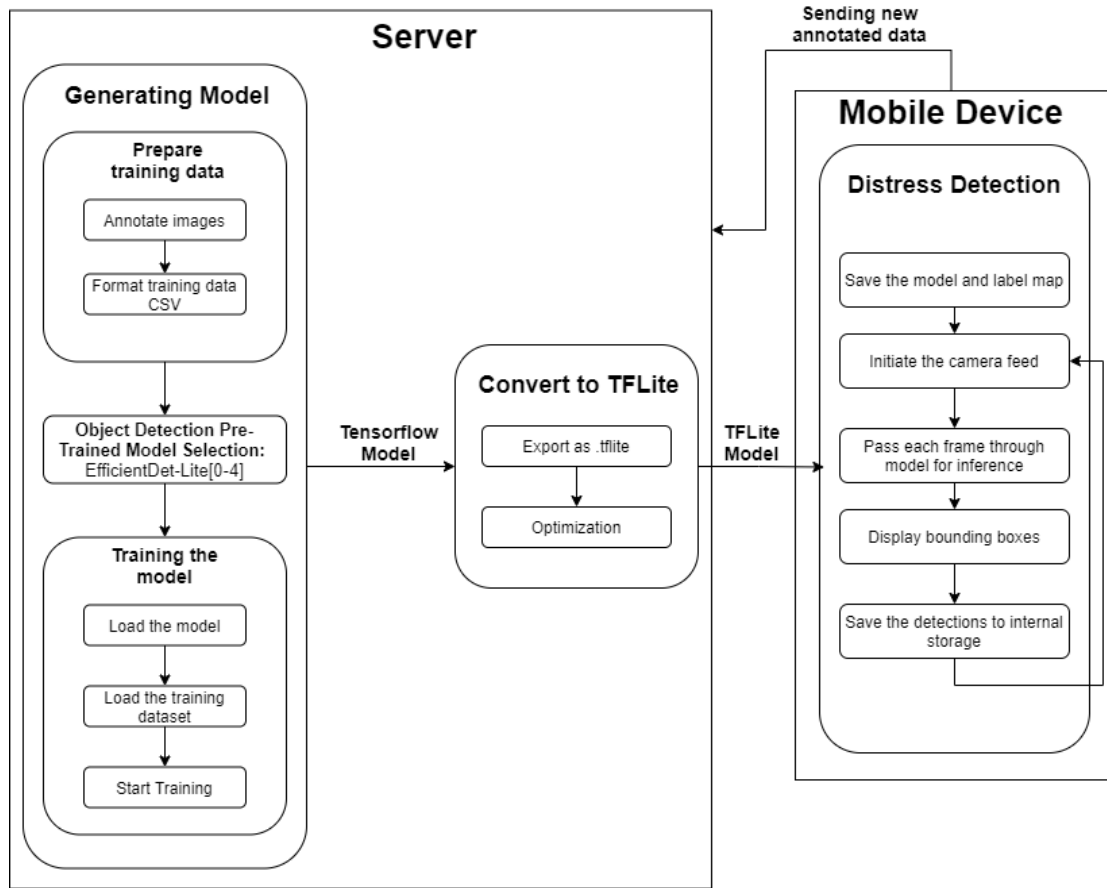 Server
Generating Model
Prepare
training data
Annotate images
Format training data
CSV
Object Detection Pre-
Trained Model Selection:
EfficientDet-Lite[0-4]
Training the
model
Load the model
Load the training
dataset
Start Training
Tensorflow
Model
Convert to TFLite
Export as .tflite
Optimization
TFLite
Model
Sending new
annotated data
Mobile Device
Distress Detection
Save the model and label map
Initiate the camera feed
Pass each frame through
model for inference
Display bounding boxes
Save the detections to internal
storage